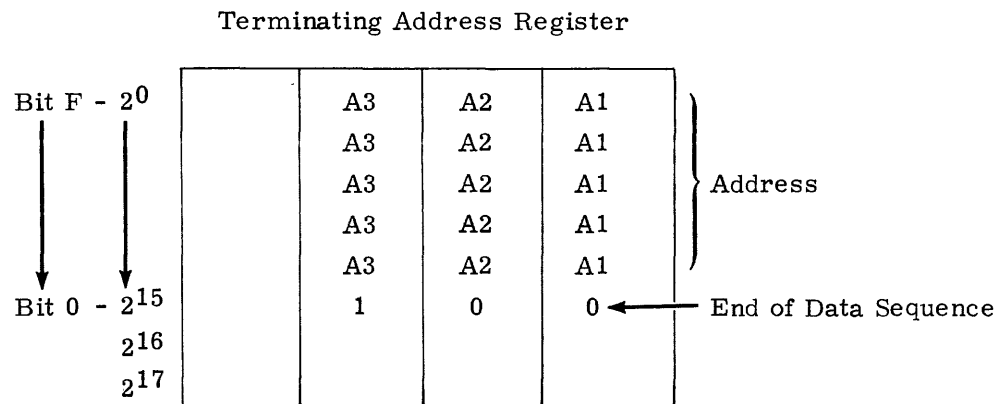 Terminating Address Register
Bit F - 2⁰ A3 A2 A1
A3 A2 A1
A3 A2 A1 Address
A3 A2 A1
A3 A2 A1
Bit 0 - 2¹⁵ 1 0 0 End of Data Sequence
2¹⁶
2¹⁷